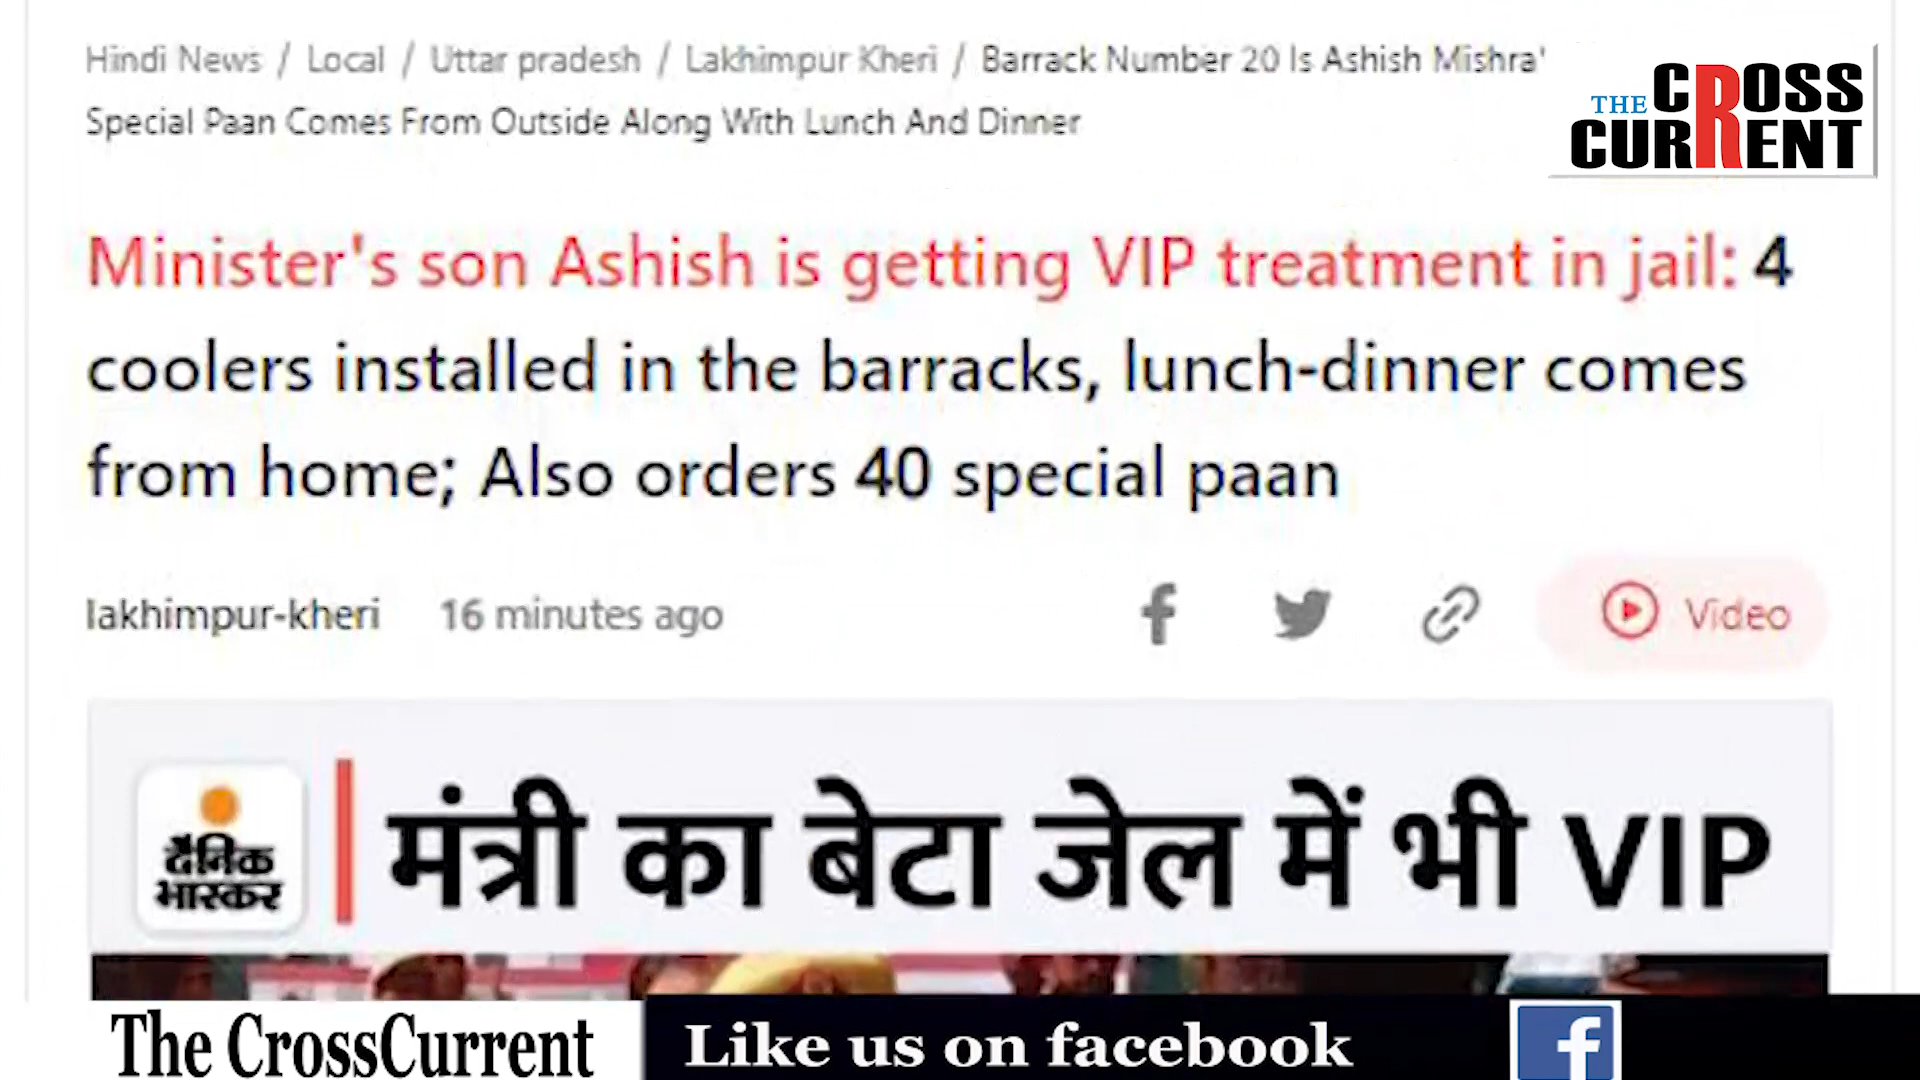 Hindi News / Local / Uttar pradesh / Lakhimpur Kheri / Barrack Number 20 Is Ashish Mishra'
Special Paan Comes From Outside Along With Lunch And Dinner
THE CROSS
CURRENT
Minister's son Ashish is getting VIP treatment in jail: 4
coolers installed in the barracks, lunch-dinner comes
from home; Also orders 40 special paan
lakhimpur-kheri 16 minutes ago
Video
दैनिक
भास्कर
मंत्री का बेटा जेल में भी VIP
The CrossCurrent
Like us on facebook